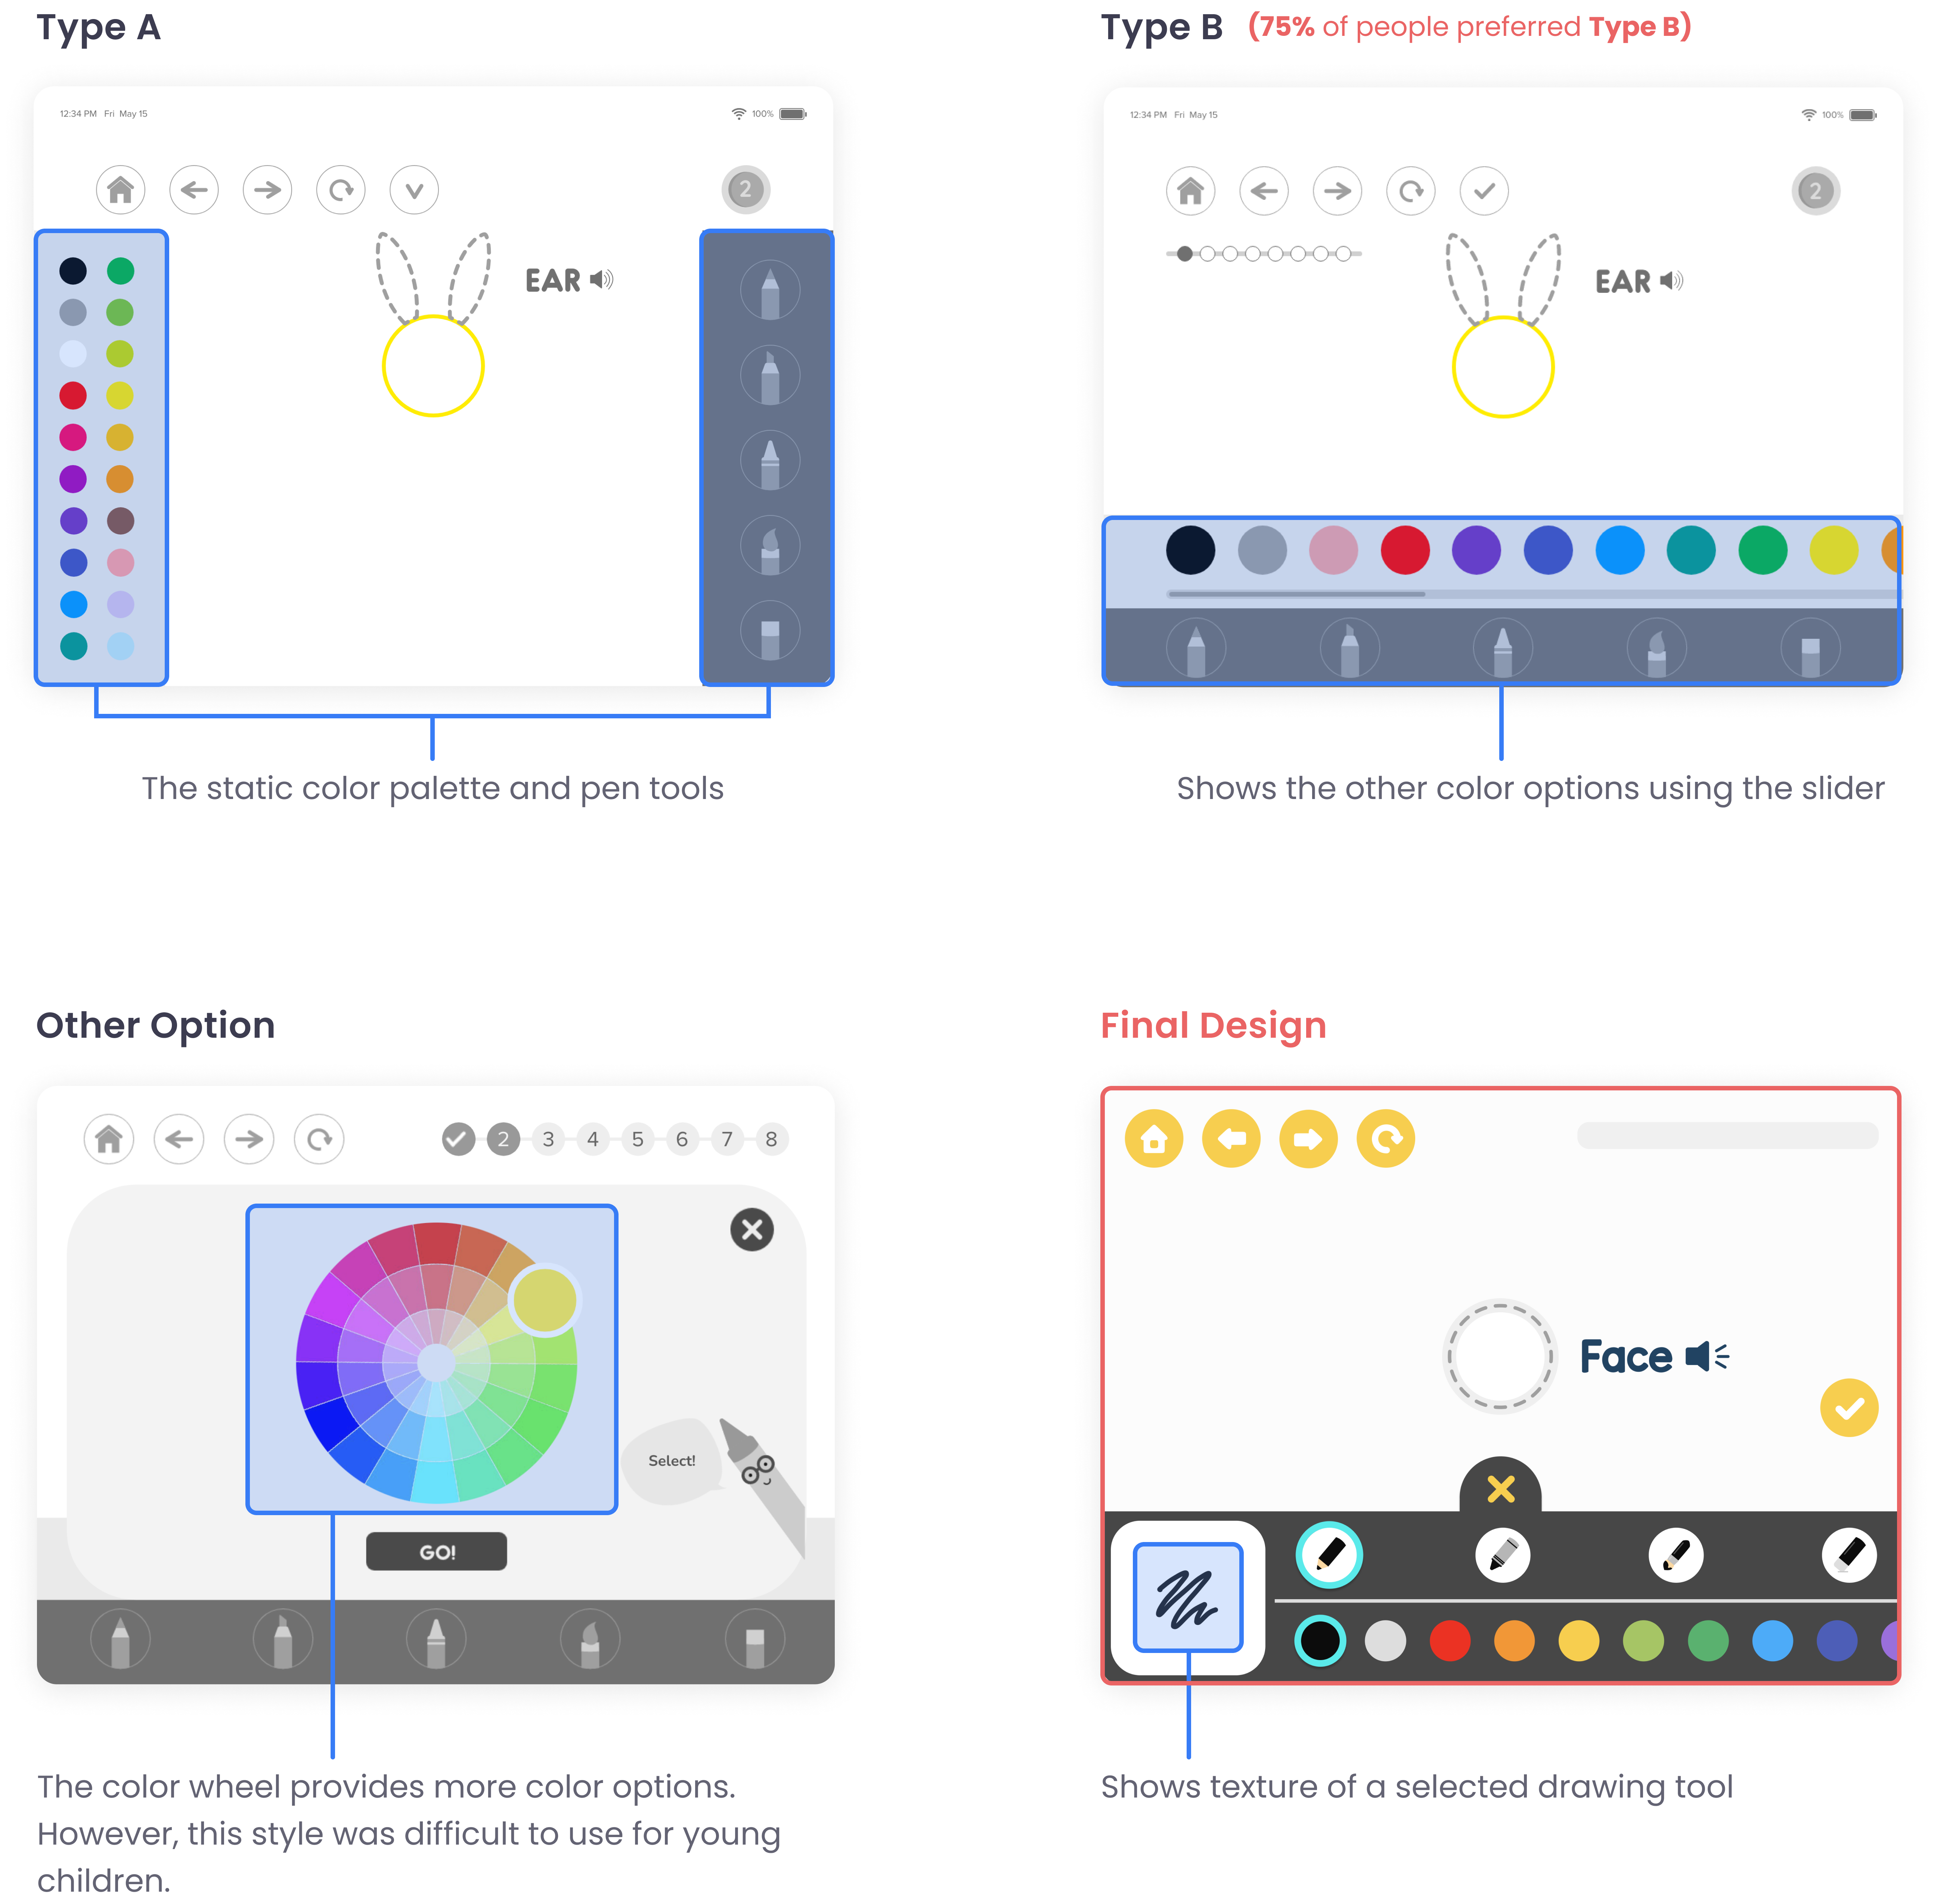 Type A
12:34 PM Fri May 15
100%
2
EAR
The static color palette and pen tools
Type B (75% of people preferred Type B)
12:34 PM Fri May 15
100%
2
EAR
Shows the other color options using the slider
Other Option
2 3 4 5 6 7 8
Select!
GO!
The color wheel provides more color options.
However, this style was difficult to use for young
children.
Final Design
Face
Shows texture of a selected drawing tool